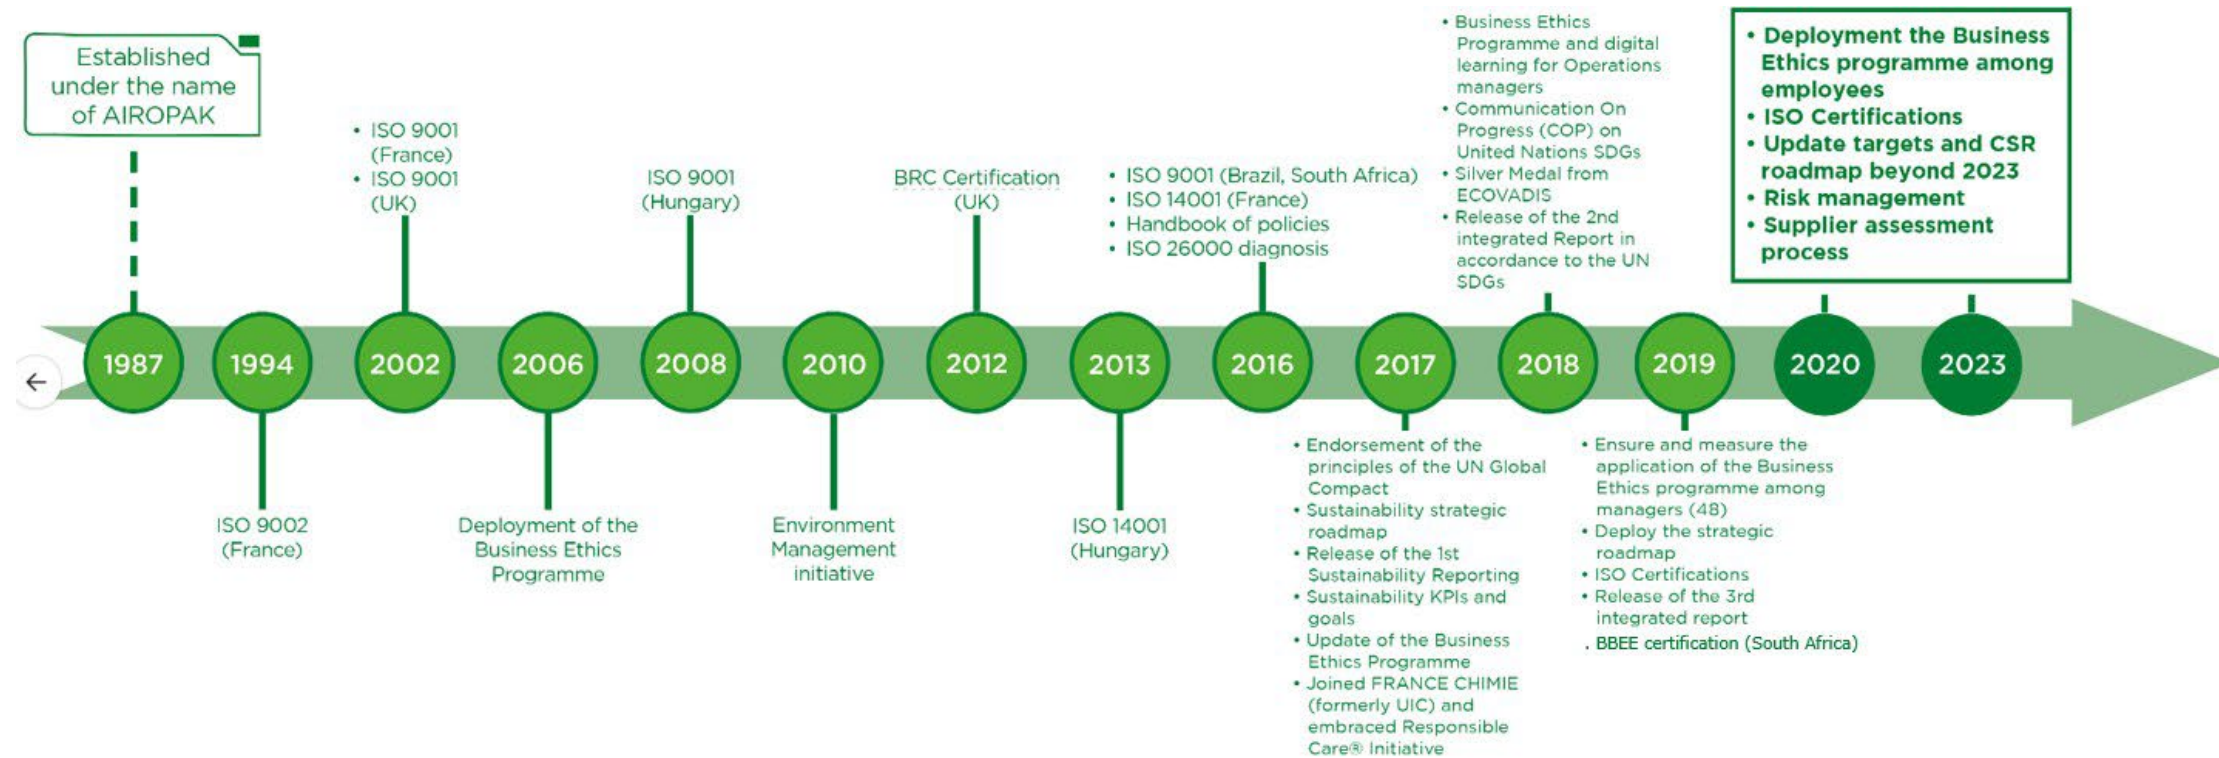 Established
under the name
of AIROPAK
• ISO 9001
(France)
• ISO 9001
(UK)
ISO 9001
(Hungary)
BRC Certification
(UK)
• ISO 9001 (Brazil, South Africa)
• ISO 14001 (France)
• Handbook of policies
• ISO 26000 diagnosis
• Business Ethics
Programme and digital
learning for Operations
managers
• Communication On
Progress (COP) on
United Nations SDGs
• Silver Medal from
ECOVADIS
• Release of the 2nd
integrated Report in
accordance to the UN
SDGs
• Deployment the Business
Ethics programme among
employees
• ISO Certifications
• Update targets and CSR
roadmap beyond 2023
• Risk management
• Supplier assessment
process
1987
1994
2002
2006
2008
2010
2012
2013
2016
2017
2018
2019
2020
2023
ISO 9002
(France)
Deployment of the
Business Ethics
Programme
Environment
Management
initiative
ISO 14001
(Hungary)
• Endorsement of the
principles of the UN Global
Compact
• Sustainability strategic
roadmap
• Release of the 1st
Sustainability Reporting
• Sustainability KPIs and
goals
• Update of the Business
Ethics Programme
• Joined FRANCE CHIMIE
(formerly UIC) and
embraced Responsible
Care® Initiative
• Ensure and measure the
application of the Business
Ethics programme among
managers (48)
• Deploy the strategic
roadmap
• ISO Certifications
• Release of the 3rd
integrated report
. BBEE certification (South Africa)